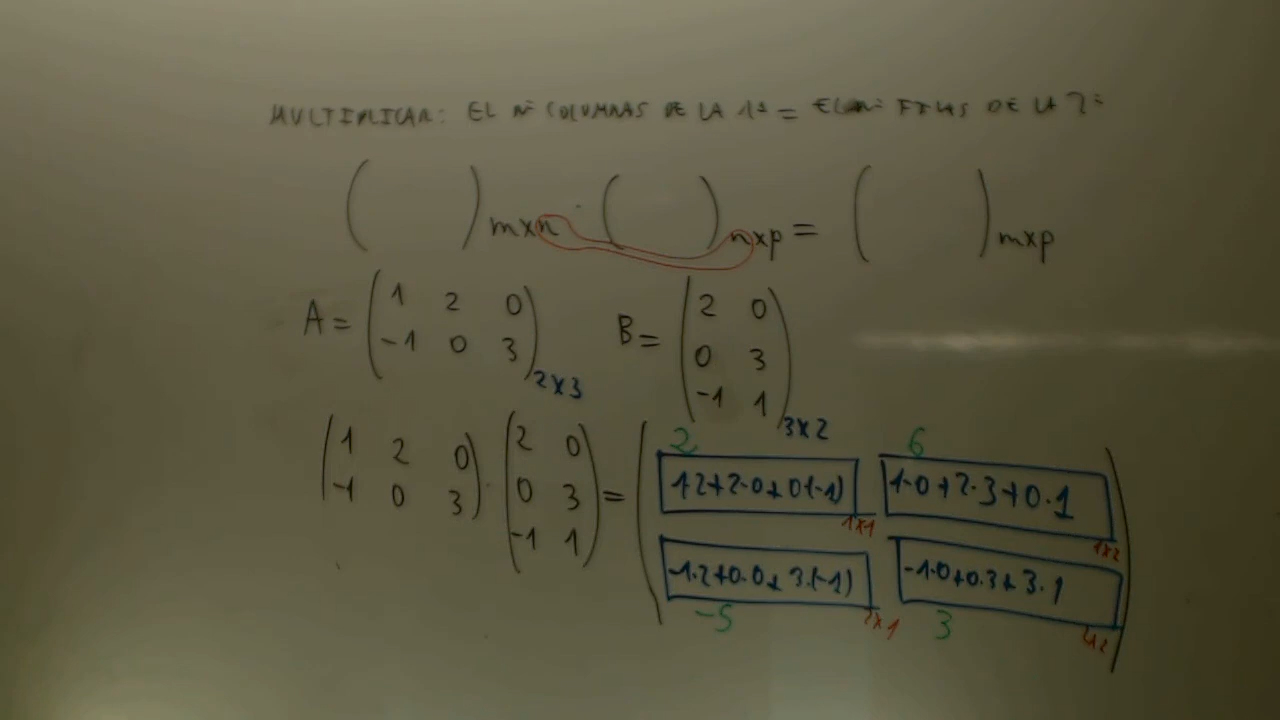 MULTIPLICAR: EL Nº COLUMNAS DE LA 1ª = EL Nº FILAS DE LA 2ª
( ) mxn · ( ) nxp = ( ) mxp
A = ( 1 2 0 B = ( 2 0
-1 0 3 ) 2x3 0 3
-1 1 ) 3x2
2 6
( 1 2 0 ( 2 0 ( 1·2+2·0+0(-1) 1x1 1·0+2·3+0·1 1x2
-1 0 3 ) · 0 3 =
-1 1 ) -1·2+0·0+3·(-1) 2x1 -1·0+0·3+3·1 2x2 )
-5 3